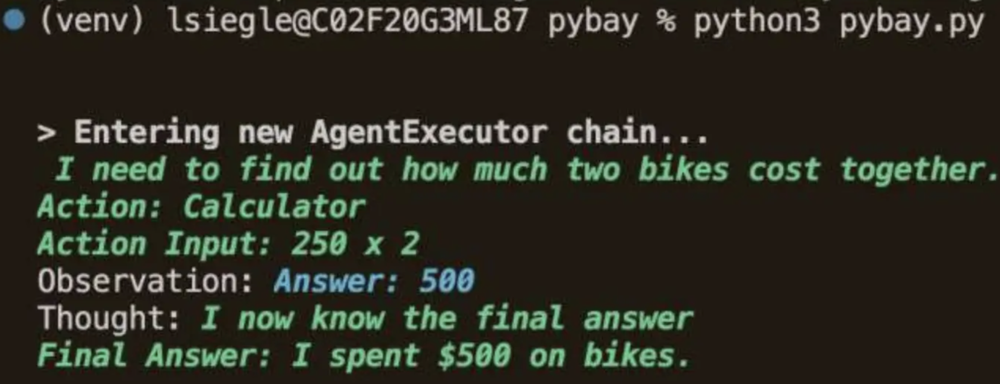 (venv) lsiegle@C02F20G3ML87 pybay % python3 pybay.py
> Entering new AgentExecutor chain...
I need to find out how much two bikes cost together.
Action: Calculator
Action Input: 250 x 2
Observation: Answer: 500
Thought: I now know the final answer
Final Answer: I spent $500 on bikes.